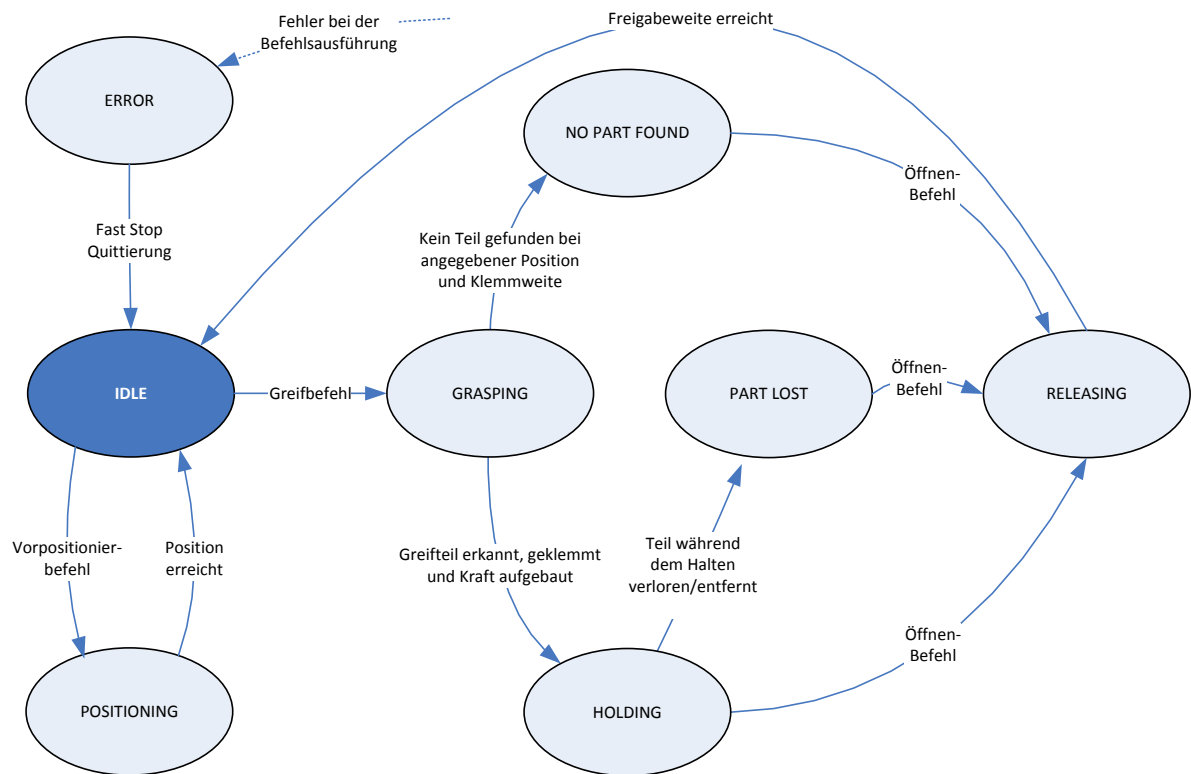 Fehler bei der
Befehlsausführung
Freigabeweite erreicht
ERROR
NO PART FOUND
Öffnen-
Befehl
Fast Stop
Quittierung
Kein Teil gefunden bei
angegebener Position
und Klemmweite
IDLE
Greifbefehl
GRASPING
PART LOST
Öffnen-
Befehl
RELEASING
Vorpositionier-
befehl
Position
erreicht
Greifteil erkannt, geklemmt
und Kraft aufgebaut
Teil während
dem Halten
verloren/entfernt
Öffnen-
Befehl
POSITIONING
HOLDING